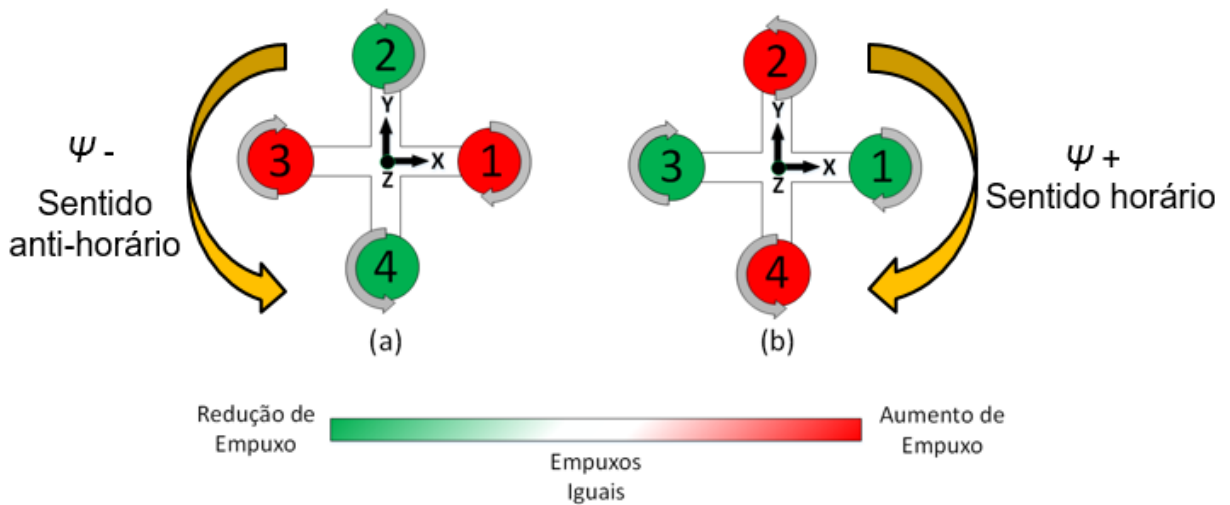 Ψ -
Sentido
anti-horário
2
Y
3
X
1
Z
4
(a)
2
Y
3
X
1
Z
4
(b)
Ψ +
Sentido horário
Redução de
Empuxo
Empuxos
Iguais
Aumento de
Empuxo